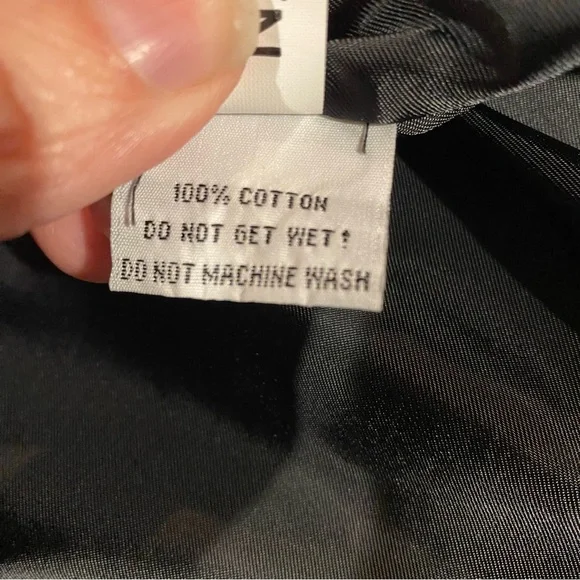 100% COTTON
DO NOT GET WET!
DO NOT MACHINE WASH